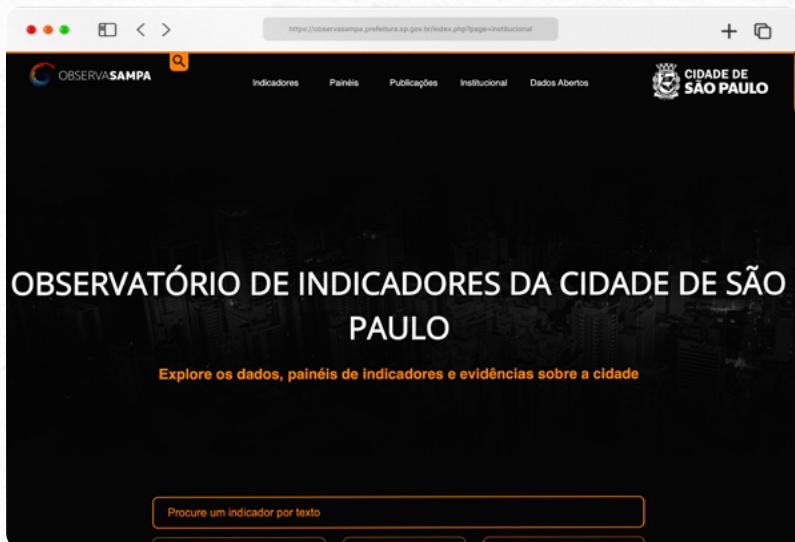 https://observasampa.prefeitura.sp.gov.br/index.php?page=institucional
OBSERVASAMPA
Indicadores Painéis Publicações Institucional Dados Abertos
CIDADE DE
SÃO PAULO
OBSERVATÓRIO DE INDICADORES DA CIDADE DE SÃO
PAULO
Explore os dados, painéis de indicadores e evidências sobre a cidade
Procure um indicador por texto